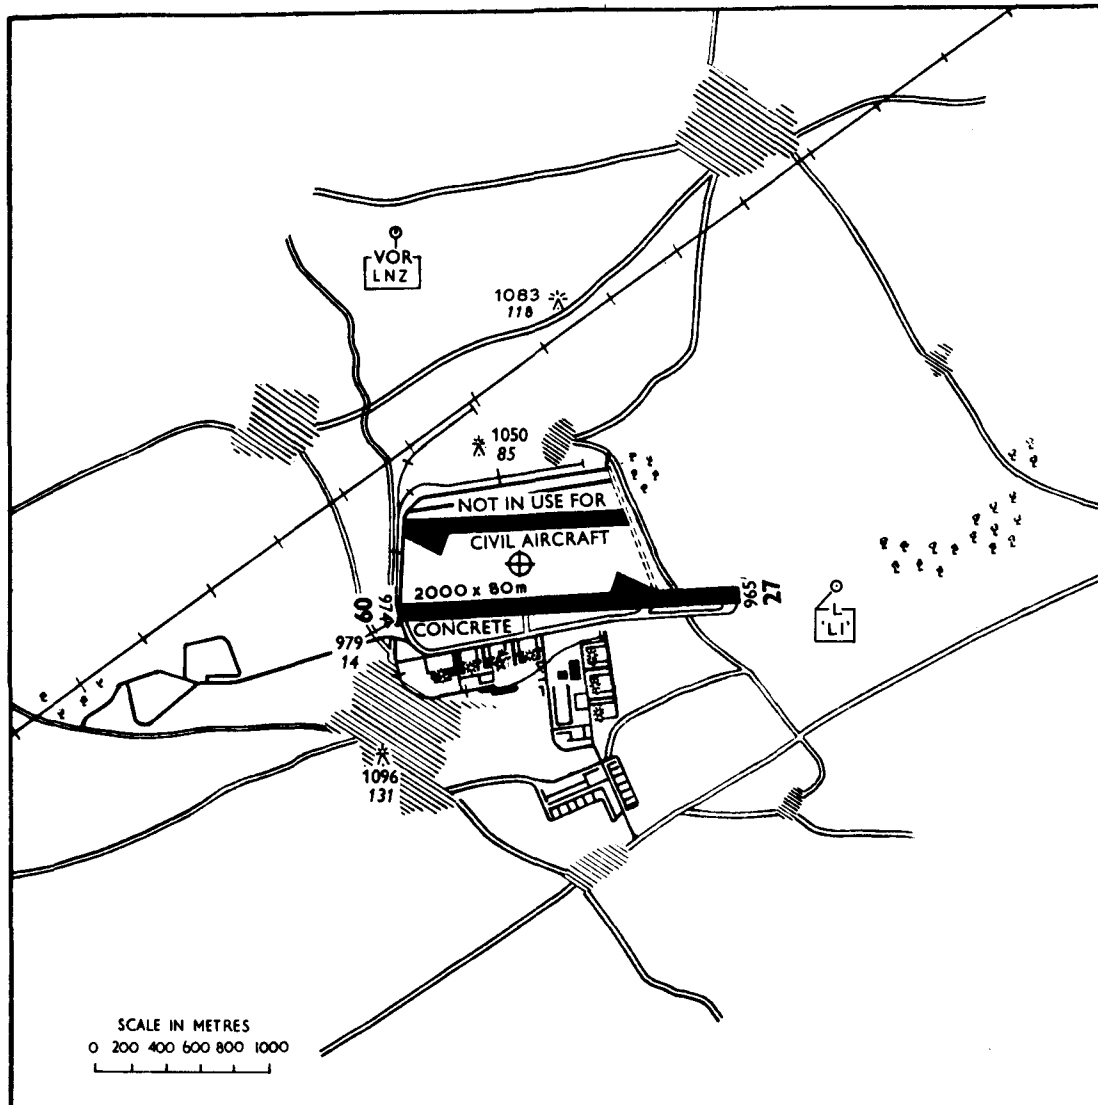 VOR
LNZ
1083
118
1050
85
NOT IN USE FOR
CIVIL AIRCRAFT
2000 x 80m
CONCRETE
09
974
965'
27
979
14
L
'LI'
1096
131
SCALE IN METRES
0 200 400 600 800 1000